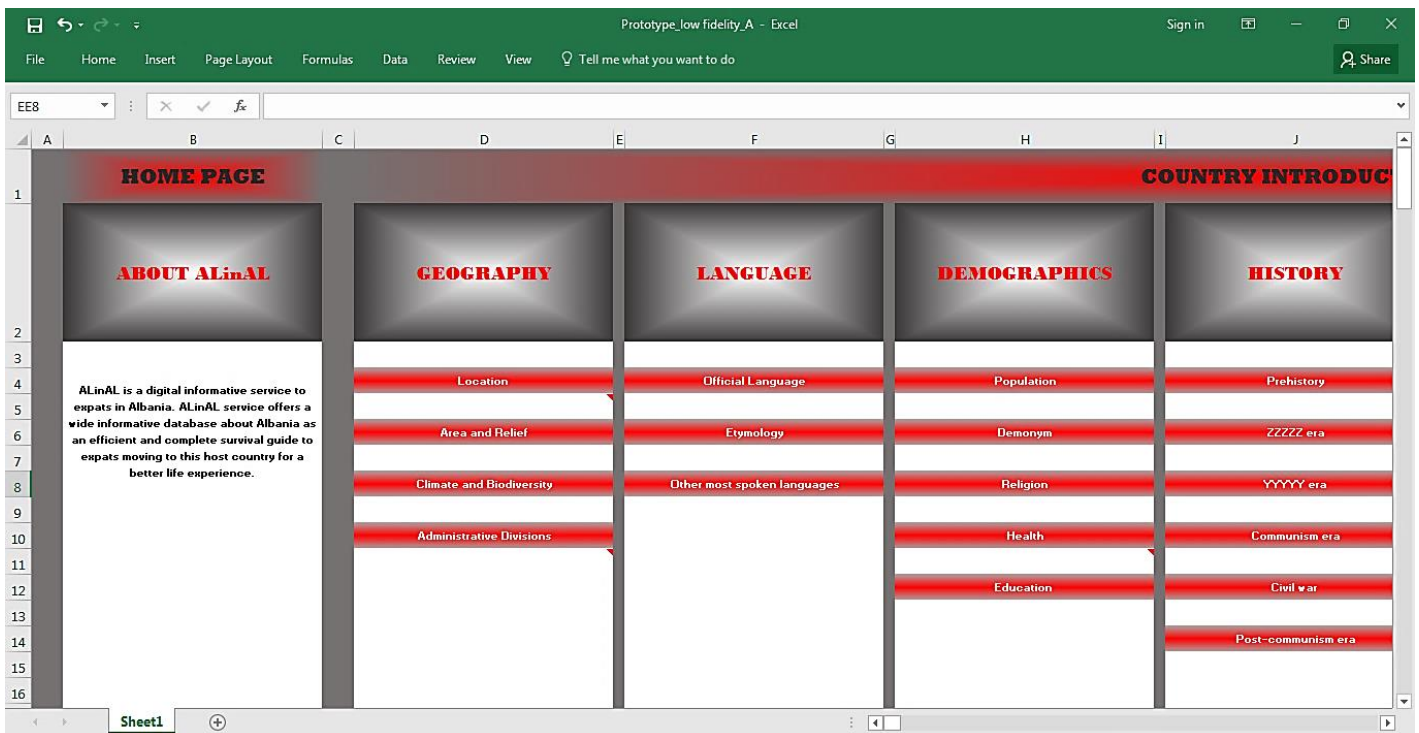 Prototype_low fidelity_A - Excel
Sign in
File Home Insert Page Layout Formulas Data Review View Tell me what you want to do Share
EE8 fx
A B C D E F G H I J
1 HOME PAGE COUNTRY INTRODUC
2 ABOUT ALinAL GEOGRAPHY LANGUAGE DEMOGRAPHICS HISTORY
3
4 Location Official Language Population Prehistory
ALinAL is a digital informative service to
5 expats in Albania. ALinAL service offers a
wide informative database about Albania as
6 Area and Relief Etymology Demonym ZZZZZ era
an efficient and complete survival guide to
7 expats moving to this host country for a
better life experience.
8 Climate and Biodiversity Other most spoken languages Religion YYYYY era
9
10 Administrative Divisions Health Communism era
11
12 Education Civil war
13
14 Post-communism era
15
16
Sheet1